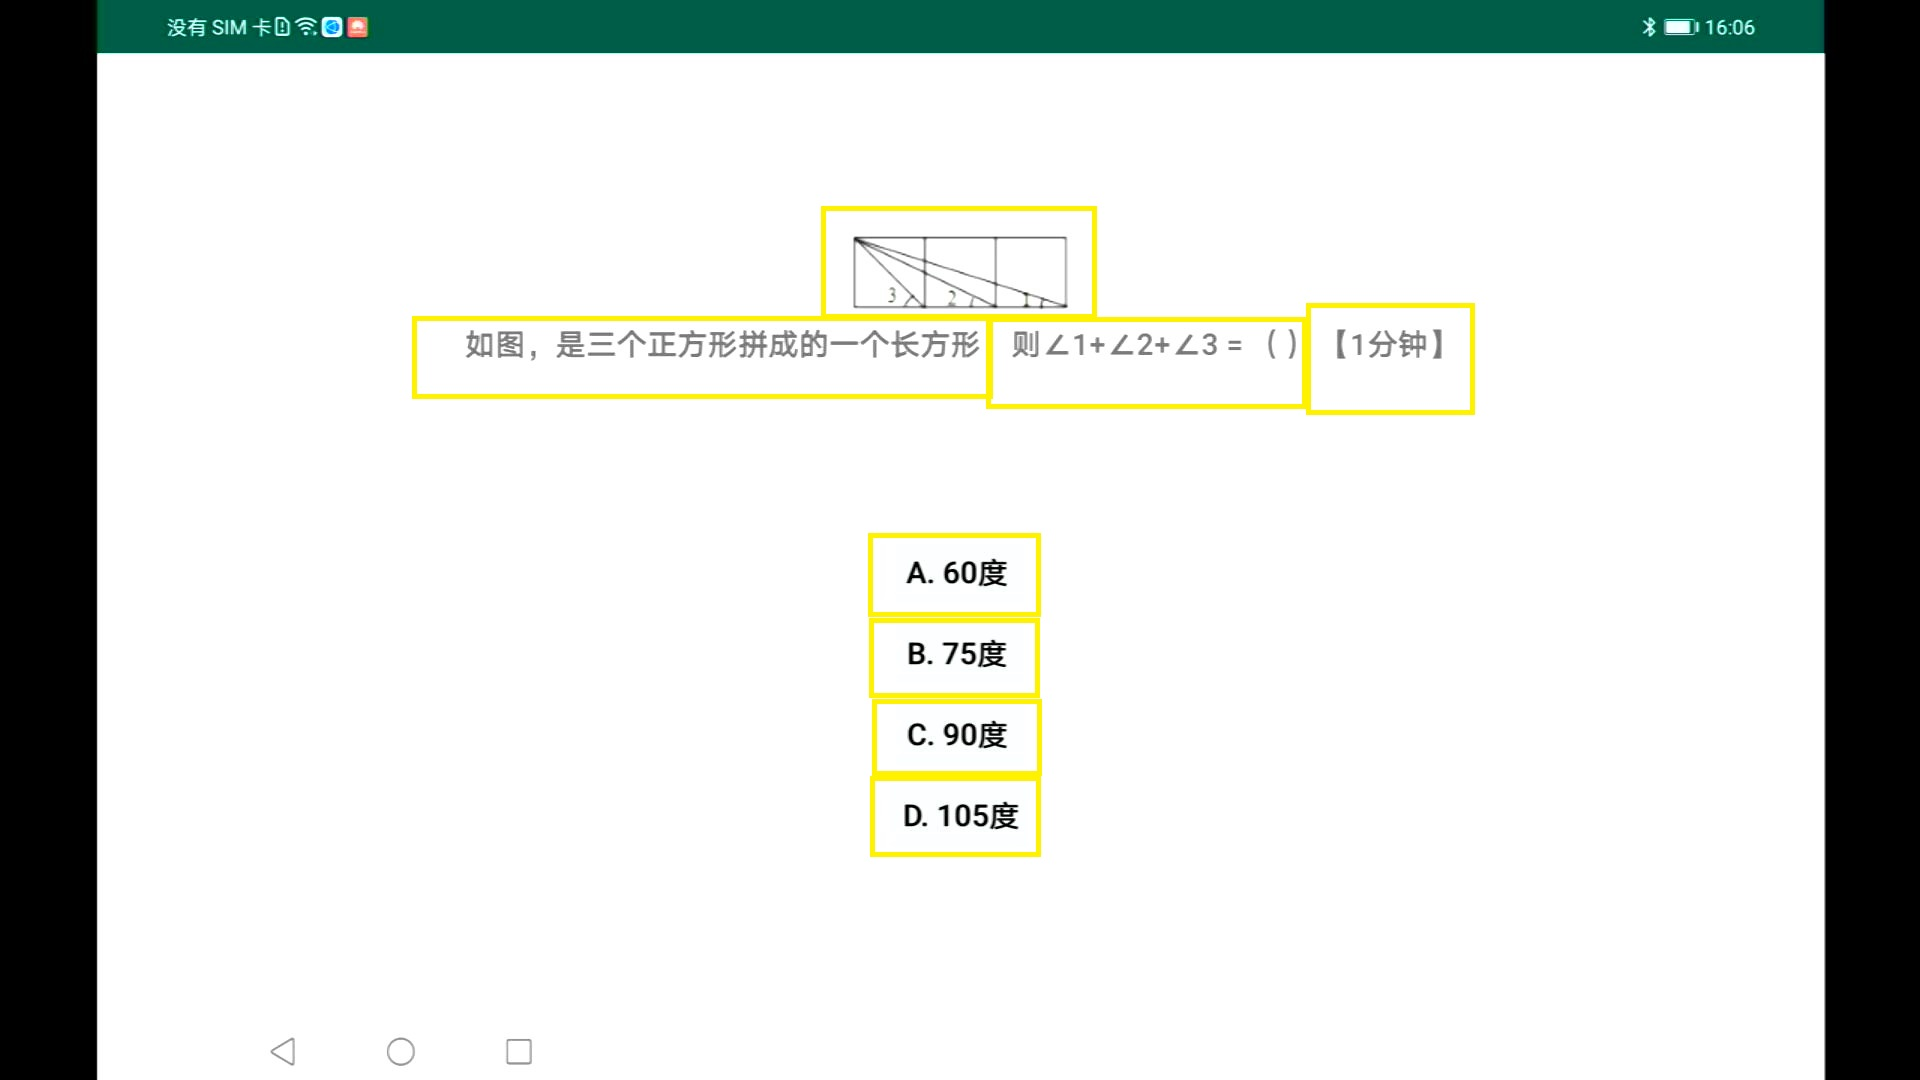 没有 SIM 卡
16:06
3 2 1
如图，是三个正方形拼成的一个长方形 则∠1+∠2+∠3 = （ ）【1分钟】
A. 60度
B. 75度
C. 90度
D. 105度